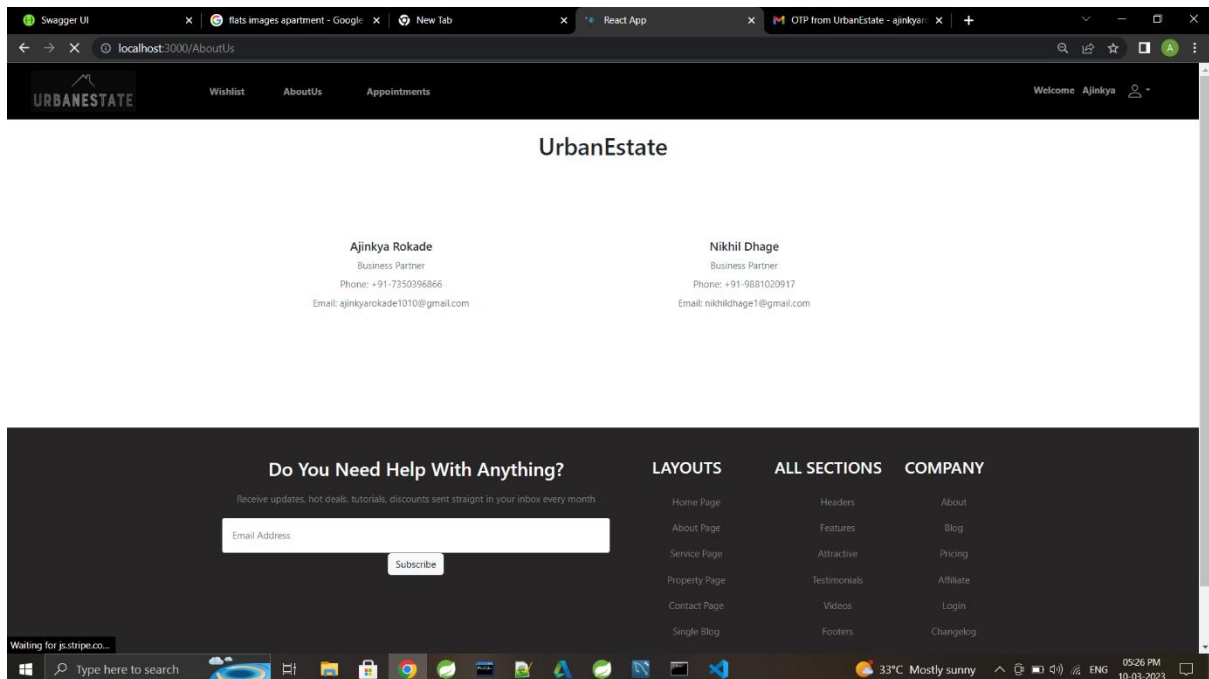 Swagger UI
flats images apartment - Google
New Tab
React App
OTP from UrbanEstate - ajinkyar
localhost:3000/AboutUs
A
URBANESTATE
Wishlist
AboutUs
Appointments
Welcome Ajinkya
UrbanEstate
Ajinkya Rokade
Business Partner
Phone: +91-7350396866
Email: ajinkyarokade1010@gmail.com
Nikhil Dhage
Business Partner
Phone: +91-9881020917
Email: nikhildhage1@gmail.com
Do You Need Help With Anything?
Receive updates, hot deals, tutorials, discounts sent straignt in your inbox every month
Email Address
Subscribe
LAYOUTS
Home Page
About Page
Service Page
Property Page
Contact Page
Single Blog
ALL SECTIONS
Headers
Features
Attractive
Testimonials
Videos
Footers
COMPANY
About
Blog
Pricing
Affiliate
Login
Changelog
Waiting for js.stripe.co...
Type here to search
33°C Mostly sunny
ENG
05:26 PM
10-03-2023